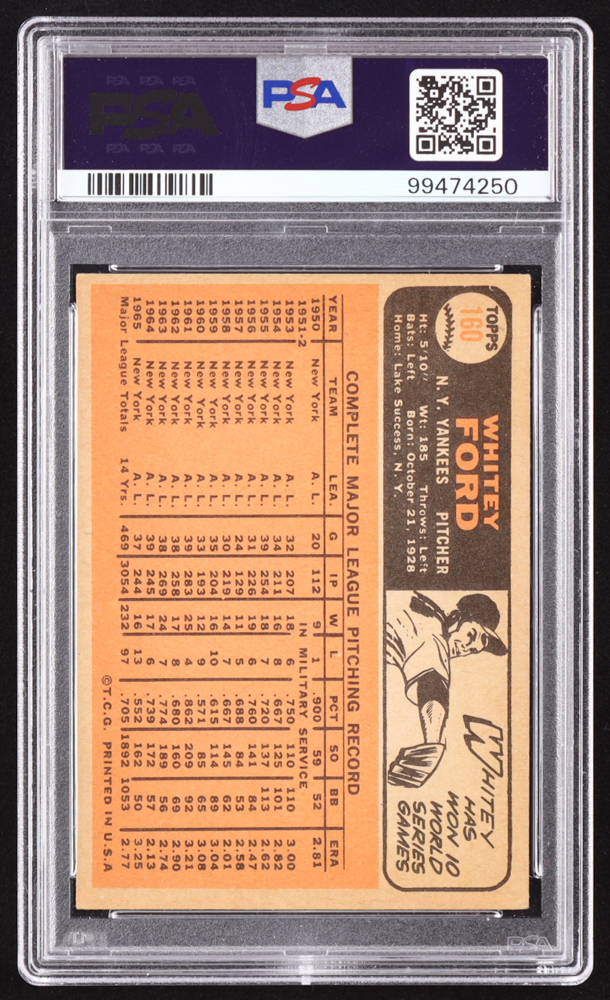 PSA PSA PSA
PSA
PSA PSA PSA
PSA
99474250
TOPPS
160
WHITEY
FORD
N. Y. YANKEES PITCHER
Ht: 5'10" Wt: 185 Throws: Left
Bats: Left Born: October 21, 1928
Home: Lake Success, N. Y.
WHITEY
HAS
WON 10
WORLD
SERIES
GAMES
COMPLETE MAJOR LEAGUE PITCHING RECORD
YEAR TEAM LEA. G IP W L PCT SO BB ERA
1950 New York A. L. 20 112 9 1 .900 59 52 2.81
1951-2 IN MILITARY SERVICE
1953 New York A. L. 32 207 18 6 .750 110 110 3.00
1954 New York A. L. 34 211 16 8 .667 125 101 2.82
1955 New York A. L. 39 254 18 7 .720 137 113 2.62
1956 New York A. L. 31 226 19 6 .760 141 84 2.47
1957 New York A. L. 24 129 11 5 .688 84 53 2.58
1958 New York A. L. 30 219 14 7 .667 145 62 2.01
1959 New York A. L. 35 204 16 10 .615 114 89 3.04
1960 New York A. L. 33 193 12 9 .571 85 65 3.08
1961 New York A. L. 39 283 25 4 .862 209 92 3.21
1962 New York A. L. 38 258 17 8 .680 160 69 2.90
1963 New York A. L. 38 269 24 7 .774 189 56 2.74
1964 New York A. L. 39 245 17 6 .739 172 57 2.13
1965 New York A. L. 37 244 16 13 .552 162 50 3.25
Major League Totals 14 Yrs. 469 3054 232 97 .705 1892 1053 2.77
©T.C.G. PRINTED IN U.S.A
PSA